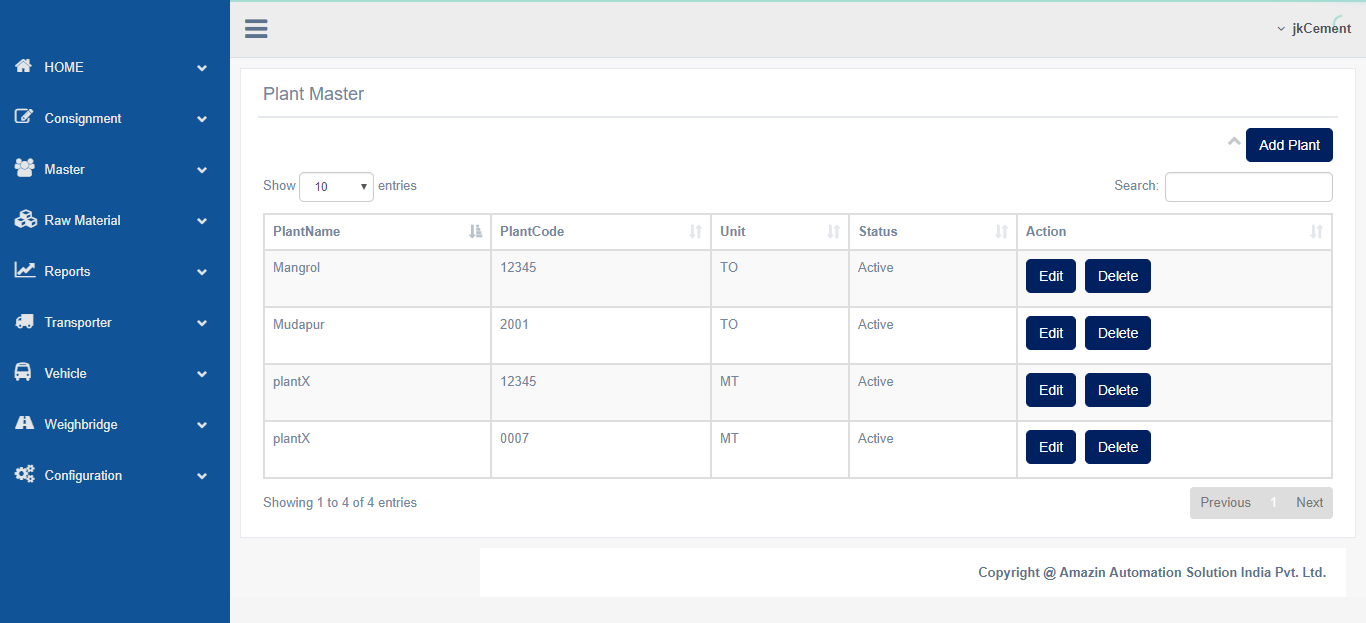 jkCement
HOME
Consignment
Master
Raw Material
Reports
Transporter
Vehicle
Weighbridge
Configuration
Plant Master
Add Plant
Show 10 entries Search:
PlantName PlantCode Unit Status Action
Mangrol 12345 TO Active Edit Delete
Mudapur 2001 TO Active Edit Delete
plantX 12345 MT Active Edit Delete
plantX 0007 MT Active Edit Delete
Showing 1 to 4 of 4 entries Previous 1 Next
Copyright @ Amazin Automation Solution India Pvt. Ltd.